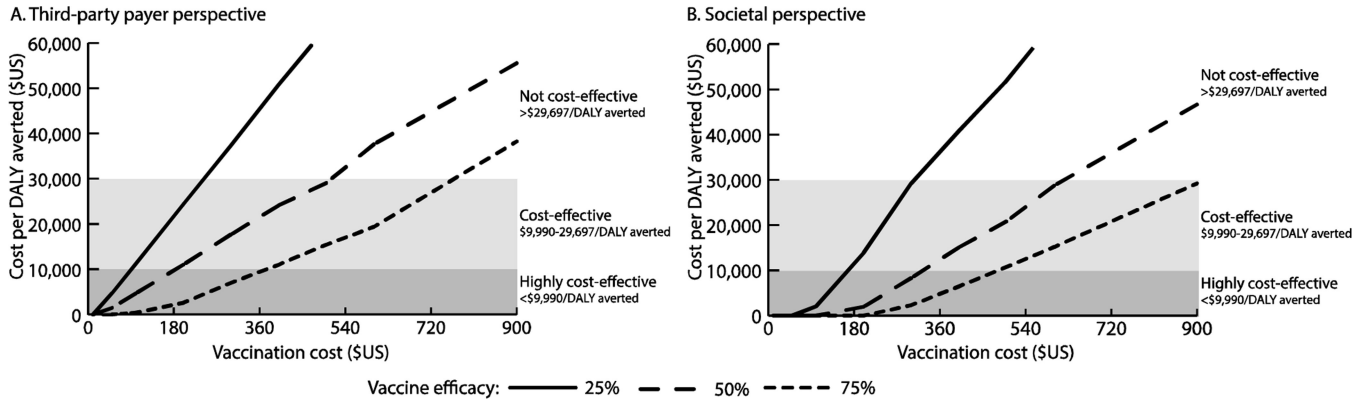 A. Third-party payer perspective
Cost per DALY averted ($US)
60,000
50,000
40,000
30,000
20,000
10,000
0
0 180 360 540 720 900
Vaccination cost ($US)
Not cost-effective
>$29,697/DALY averted
Cost-effective
$9,990-29,697/DALY averted
Highly cost-effective
<$9,990/DALY averted
B. Societal perspective
Cost per DALY averted ($US)
60,000
50,000
40,000
30,000
20,000
10,000
0
0 180 360 540 720 900
Vaccination cost ($US)
Not cost-effective
>$29,697/DALY averted
Cost-effective
$9,990-29,697/DALY averted
Highly cost-effective
<$9,990/DALY averted
Vaccine efficacy: 25% 50% 75%